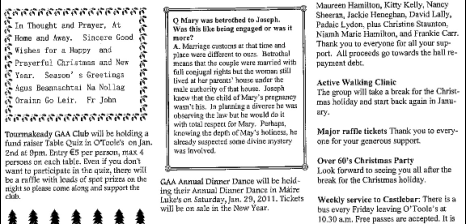 In Thought and Prayer, At
Home and Away. Sincere Good
Wishes for a Happy and
Prayerful Christmas and New
Year. Season's Greetings
Agus Beannachtai Na Nollag
Orainn Go Leir. Fr John
Tourmakeady GAA Club will be holding a
fund raiser Table Quiz in O'Toole's on Jan.
2nd at 9pm. Entry €5 per person, max 4
persons on each table. Even if you don't
want to participate in the quiz, there will
be a raffle with loads of spot prizes on the
night so please come along and support the
club.
Q Mary was betrothed to Joseph.
Was this like being engaged or was it
more?
A. Marriage customs at that time and
place were different to ours. Betrothal
means that the couple were married with
full conjugal rights but the woman still
lived at her parents' house under the
male authority of that house. Joseph
knew that the child of Mary's pregnancy
wasn't his. In planning a divorce he was
observing the law but he would do it
with total respect for Mary. Perhaps,
knowing the depth of May's holiness, he
already suspected some divine mystery
was involved.
GAA Annual Dinner Dance will be hold-
ing their Annual Dinner Dance in Maire
Luke's on Saturday, Jan. 29, 2011. Tickets
will be on sale in the New Year.
Maureen Hamilton, Kitty Kelly, Nancy
Sheeran, Jackie Heneghan, David Lally,
Padaic Lydon, plus Christine Staunton,
Niamh Marie Hamilton, and Frankie Carr.
Thank you to everyone for all your sup-
port. All proceeds go towards the hall re-
payment debt.
Active Walking Clinic
The group will take a break for the Christ-
mas holiday and start back again in Janu-
ary.
Major raffle tickets Thank you to every-
one for your generous support.
Over 60's Christmas Party
Look forward to seeing you all after the
break for the Christmas holiday.
Weekly service to Castlebar: There is a
bus every Friday leaving O'Toole's at
10.30 a.m. Free passes are accepted. It is